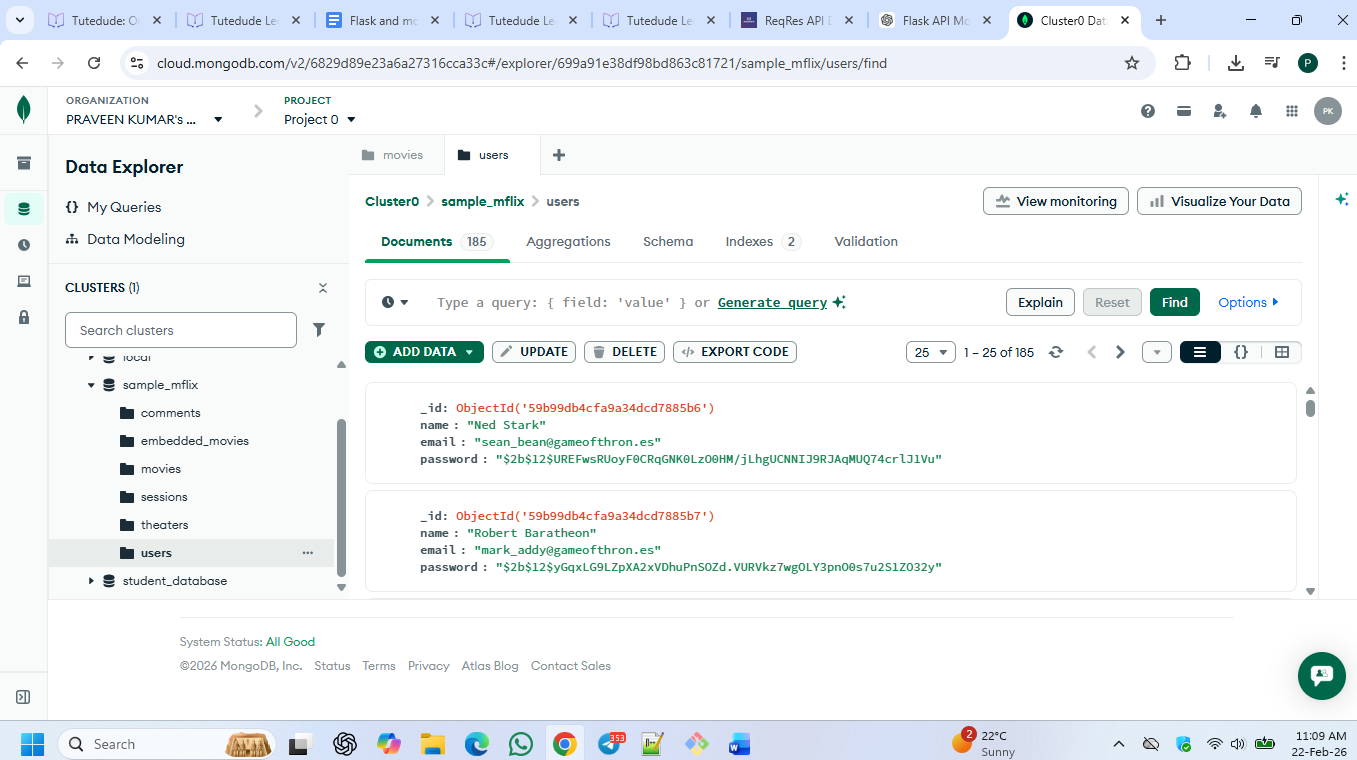 Tutedude: O
Tutedude Le
Flask and mo
Tutedude Le
Tutedude Le
ReqRes API D
Flask API Mo
Cluster0 Dat
cloud.mongodb.com/v2/6829d89e23a6a27316cca33c#/explorer/699a91e38df98bd863c81721/sample_mflix/users/find
P
ORGANIZATION
PRAVEEN KUMAR's ...
PROJECT
Project 0
PK
Data Explorer
My Queries
Data Modeling
CLUSTERS (1)
Search clusters
local
sample_mflix
comments
embedded_movies
movies
sessions
theaters
users
student_database
movies
users
Cluster0 > sample_mflix > users
View monitoring
Visualize Your Data
Documents 185
Aggregations
Schema
Indexes 2
Validation
Type a query: { field: 'value' } or Generate query
Explain
Reset
Find
Options
ADD DATA
UPDATE
DELETE
EXPORT CODE
25
1 – 25 of 185
_id: ObjectId('59b99db4cfa9a34dcd7885b6')
name : "Ned Stark"
email : "sean_bean@gameofthron.es"
password : "$2b$12$UREFwsRUoyF0CRqGNK0LzO0HM/jLhgUCNNIJ9RJAqMUQ74crlJ1Vu"
_id: ObjectId('59b99db4cfa9a34dcd7885b7')
name : "Robert Baratheon"
email : "mark_addy@gameofthron.es"
password : "$2b$12$yGqxLG9LZpXA2xVDhuPnSOZd.VURVkz7wgOLY3pnO0s7u2S1ZO32y"
System Status: All Good
©2026 MongoDB, Inc. Status Terms Privacy Atlas Blog Contact Sales
Search
353
2
22°C
Sunny
11:09 AM
22-Feb-26